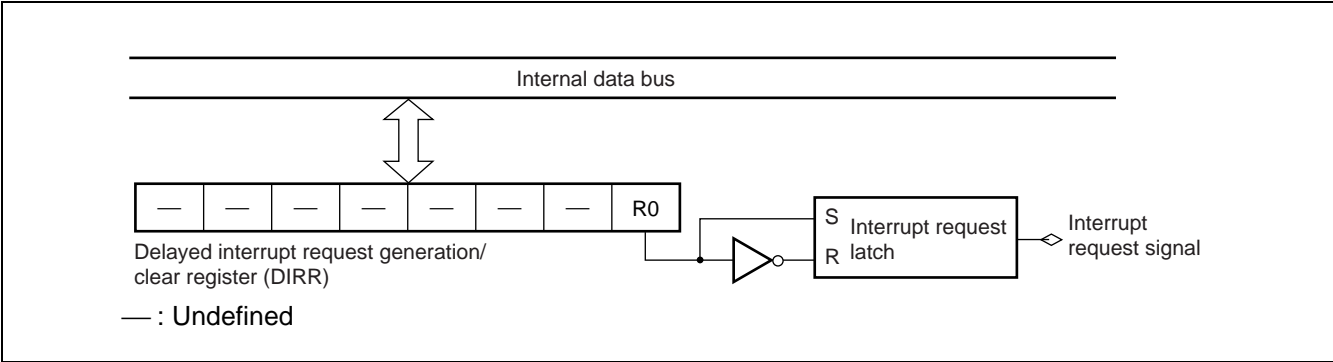 Internal data bus
— — — — — — — R0
Delayed interrupt request generation/
clear register (DIRR)
S
R
Interrupt request
latch
Interrupt
request signal
— : Undefined